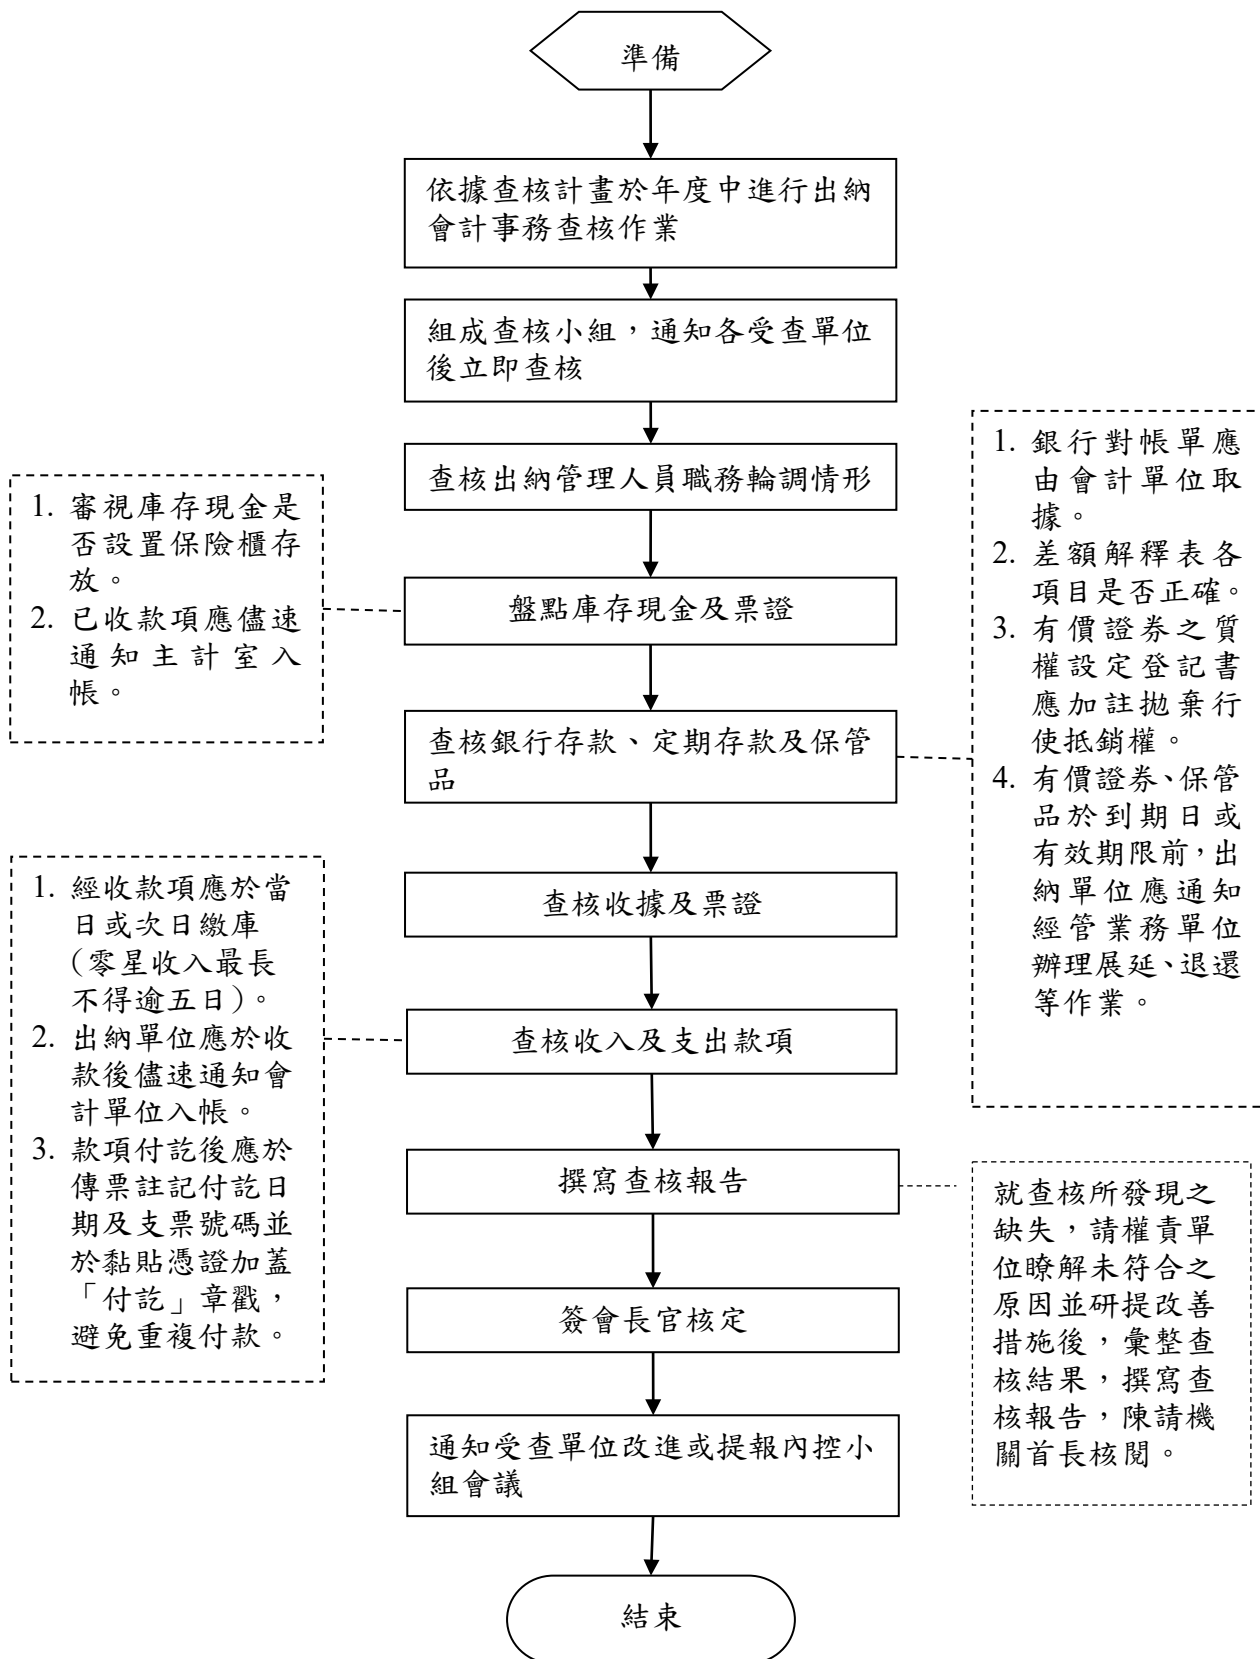 準備
依據查核計畫於年度中進行出納
會計事務查核作業
組成查核小組，通知各受查單位
後立即查核
查核出納管理人員職務輪調情形
1. 審視庫存現金是
否設置保險櫃存
放。
2. 已收款項應儘速
通知主計室入
帳。
盤點庫存現金及票證
查核銀行存款、定期存款及保管
品
1. 銀行對帳單應
由會計單位取
據。
2. 差額解釋表各
項目是否正確。
3. 有價證券之質
權設定登記書
應加註拋棄行
使抵銷權。
4. 有價證券、保管
品於到期日或
有效期限前，出
納單位應通知
經管業務單位
辦理展延、退還
等作業。
查核收據及票證
1. 經收款項應於當
日或次日繳庫
（零星收入最長
不得逾五日）。
2. 出納單位應於收
款後儘速通知會
計單位入帳。
3. 款項付訖後應於
傳票註記付訖日
期及支票號碼並
於黏貼憑證加蓋
「付訖」章戳，
避免重複付款。
查核收入及支出款項
撰寫查核報告
就查核所發現之
缺失，請權責單
位瞭解未符合之
原因並研提改善
措施後，彙整查
核結果，撰寫查
核報告，陳請機
關首長核閱。
簽會長官核定
通知受查單位改進或提報內控小
組會議
結束